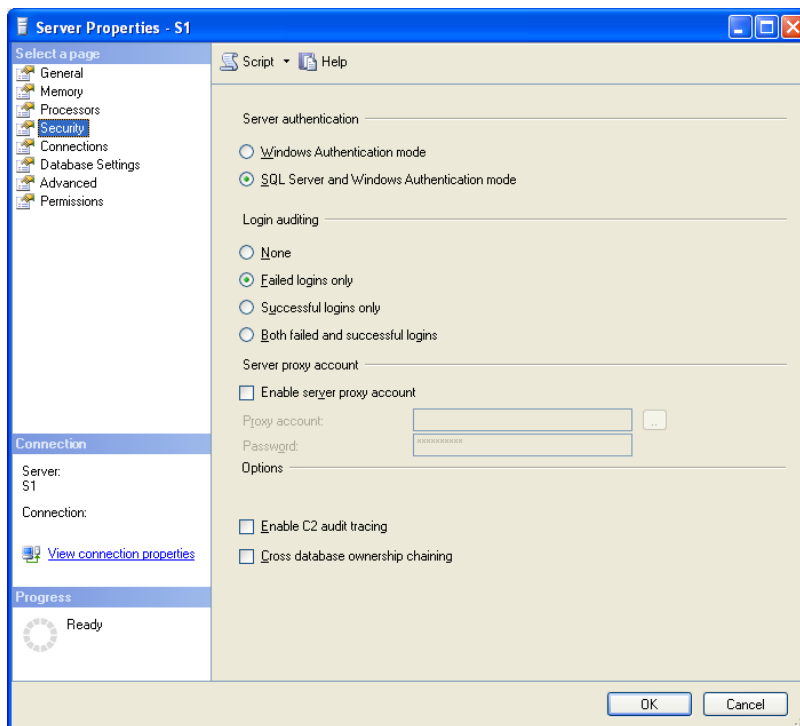 Server Properties - S1
Select a page
General
Memory
Processors
Security
Connections
Database Settings
Advanced
Permissions
Script
Help
Server authentication
Windows Authentication mode
SQL Server and Windows Authentication mode
Login auditing
None
Failed logins only
Successful logins only
Both failed and successful logins
Server proxy account
Enable server proxy account
Proxy account:
..
Password:
**********
Options
Enable C2 audit tracing
Cross database ownership chaining
Connection
Server:
S1
Connection:
View connection properties
Progress
Ready
OK
Cancel